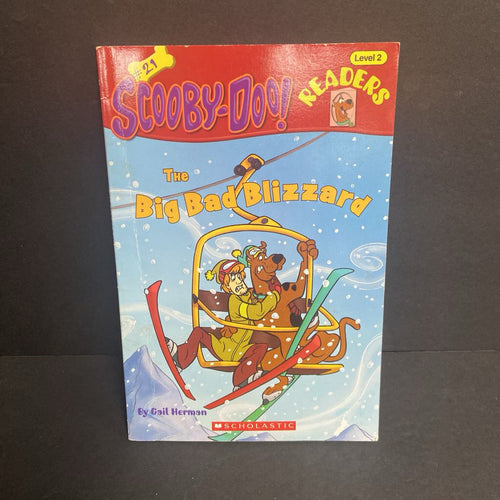 #21
SCOOBY-DOO!
Level 2
READERS
The
Big Bad Blizzard
By Gail Herman
SCHOLASTIC